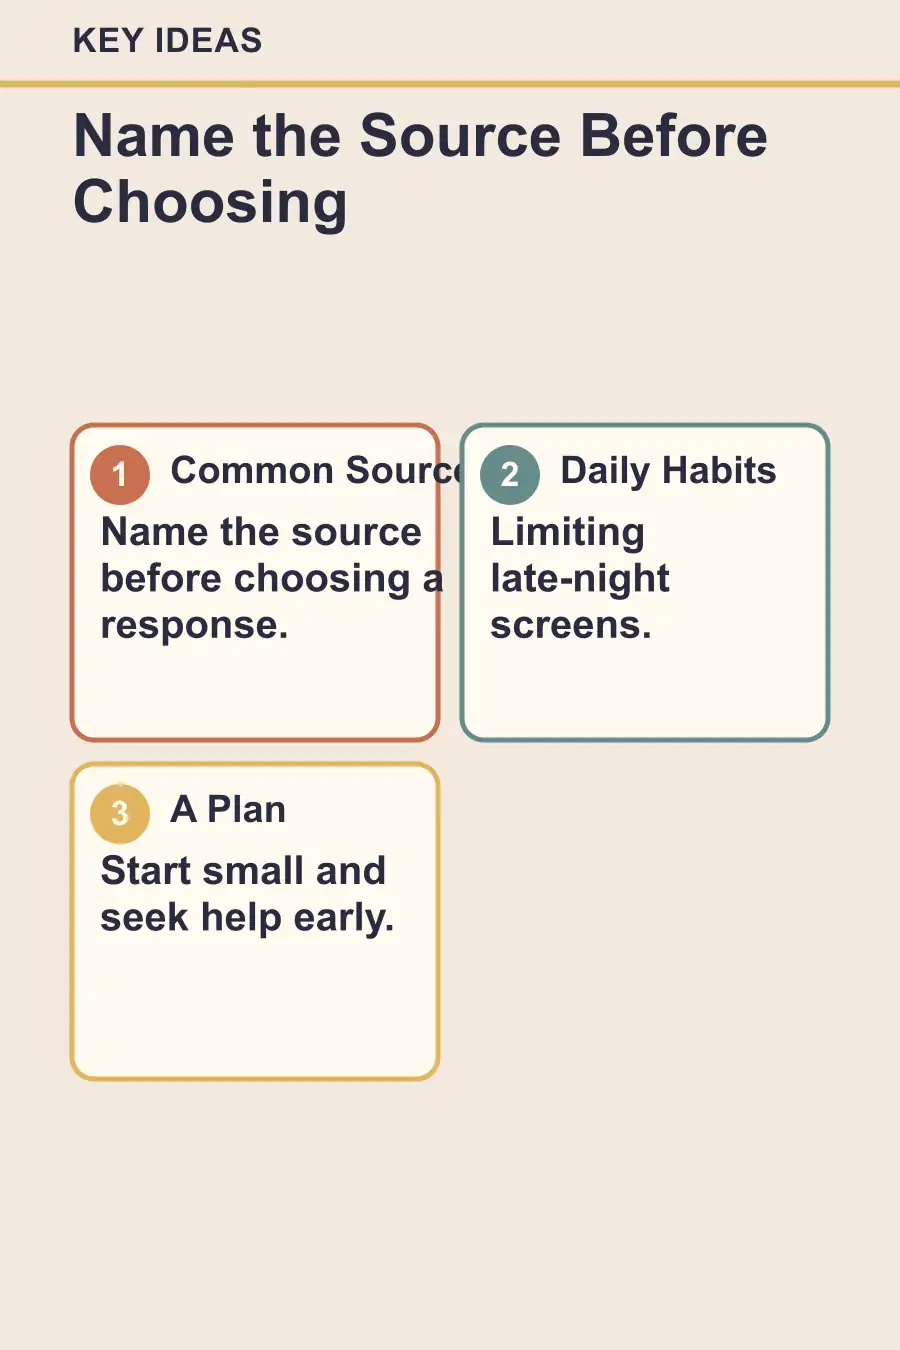 KEY IDEAS
Name the Source Before
Choosing
1
Common Sourc
Name the source
before choosing a
response.
2
Daily Habits
Limiting
late-night
screens.
3
A Plan
Start small and
seek help early.